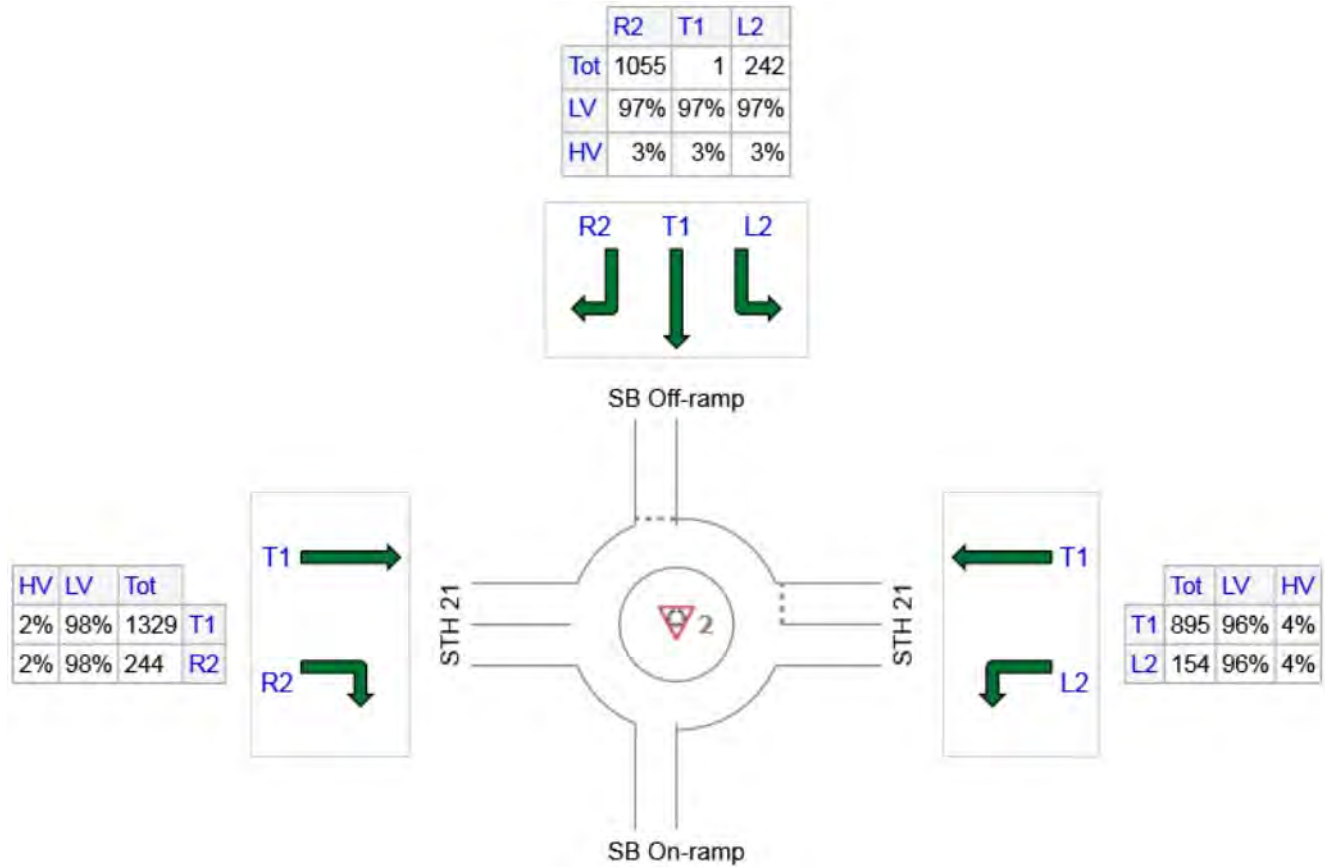 R2 T1 L2
Tot 1055 1 242
LV 97% 97% 97%
HV 3% 3% 3%
R2 T1 L2
SB Off-ramp
T1
R2
HV LV Tot
2% 98% 1329 T1
2% 98% 244 R2
STH 21
2
STH 21
T1
L2
Tot LV HV
T1 895 96% 4%
L2 154 96% 4%
SB On-ramp